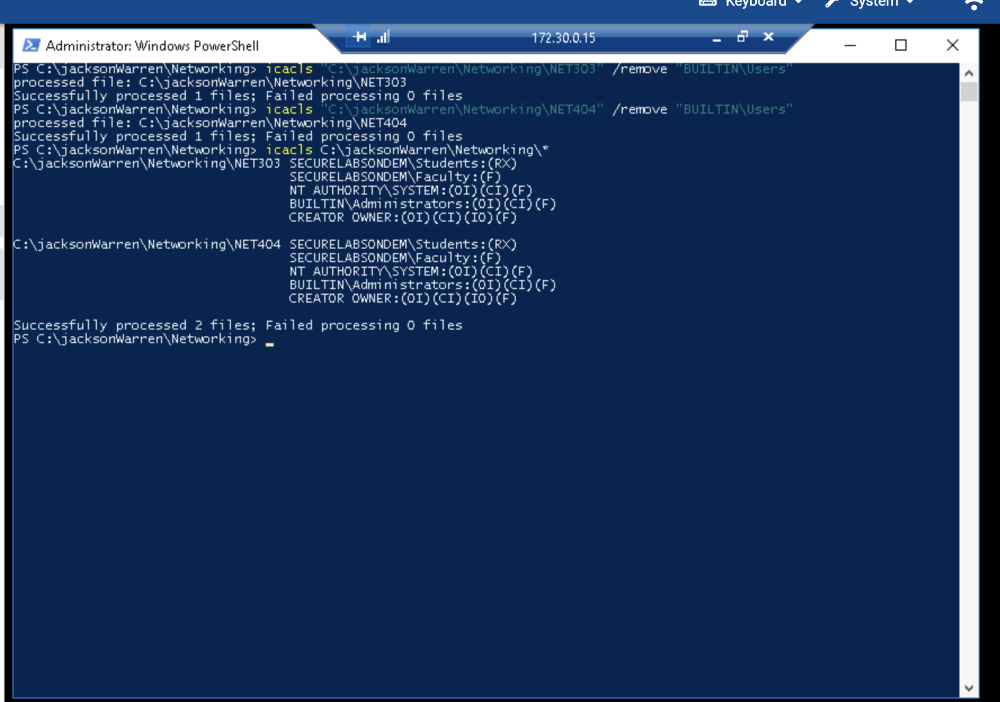 Keyboard System
172.30.0.15
Administrator: Windows PowerShell
PS C:\jacksonWarren\Networking> icacls "C:\jacksonWarren\Networking\NET303" /remove "BUILTIN\Users"
processed file: C:\jacksonWarren\Networking\NET303
Successfully processed 1 files; Failed processing 0 files
PS C:\jacksonWarren\Networking> icacls "C:\jacksonWarren\Networking\NET404" /remove "BUILTIN\Users"
processed file: C:\jacksonWarren\Networking\NET404
Successfully processed 1 files; Failed processing 0 files
PS C:\jacksonWarren\Networking> icacls C:\jacksonWarren\Networking\*
C:\jacksonWarren\Networking\NET303 SECURELABSONDEM\Students:(RX)
SECURELABSONDEM\Faculty:(F)
NT AUTHORITY\SYSTEM:(OI)(CI)(F)
BUILTIN\Administrators:(OI)(CI)(F)
CREATOR OWNER:(OI)(CI)(IO)(F)
C:\jacksonWarren\Networking\NET404 SECURELABSONDEM\Students:(RX)
SECURELABSONDEM\Faculty:(F)
NT AUTHORITY\SYSTEM:(OI)(CI)(F)
BUILTIN\Administrators:(OI)(CI)(F)
CREATOR OWNER:(OI)(CI)(IO)(F)
Successfully processed 2 files; Failed processing 0 files
PS C:\jacksonWarren\Networking> _